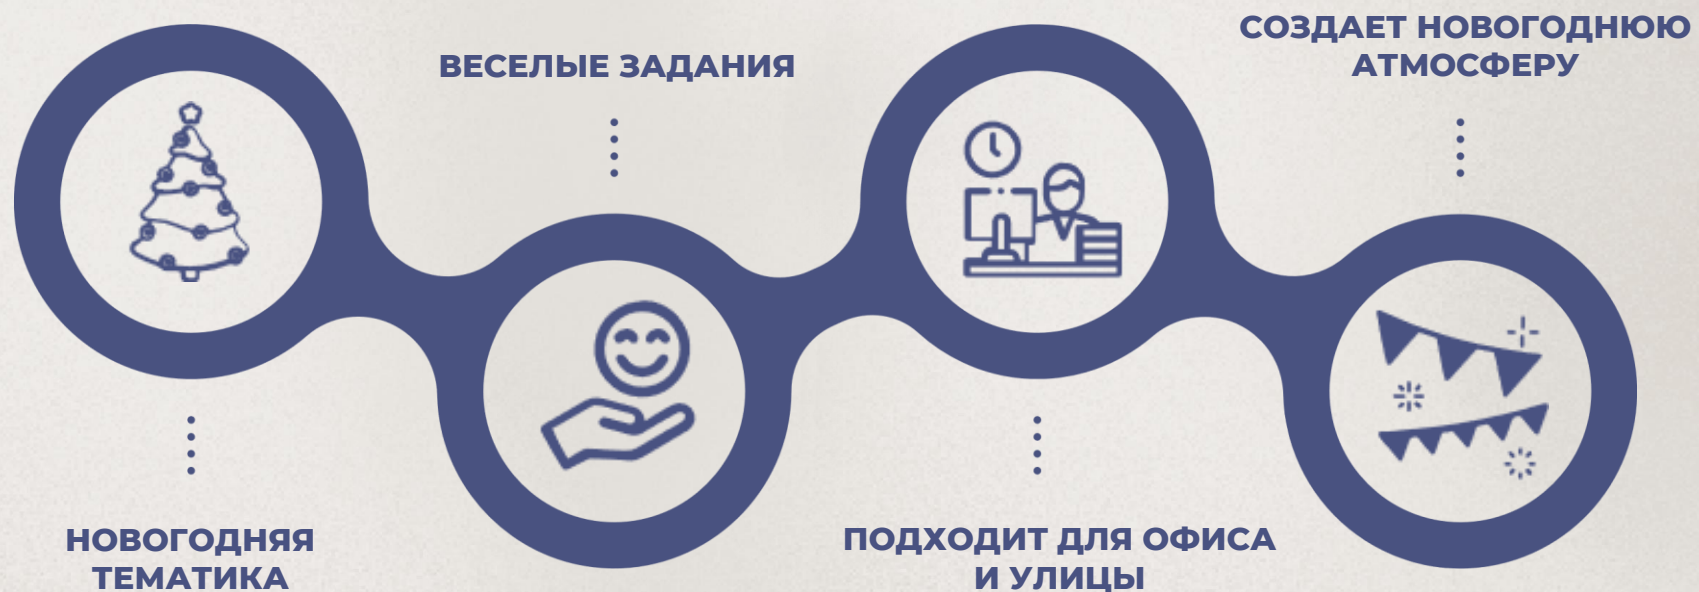 НОВОГОДНЯЯ
ТЕМАТИКА
ВЕСЕЛЫЕ ЗАДАНИЯ
ПОДХОДИТ ДЛЯ ОФИСА
И УЛИЦЫ
СОЗДАЕТ НОВОГОДНЮЮ
АТМОСФЕРУ